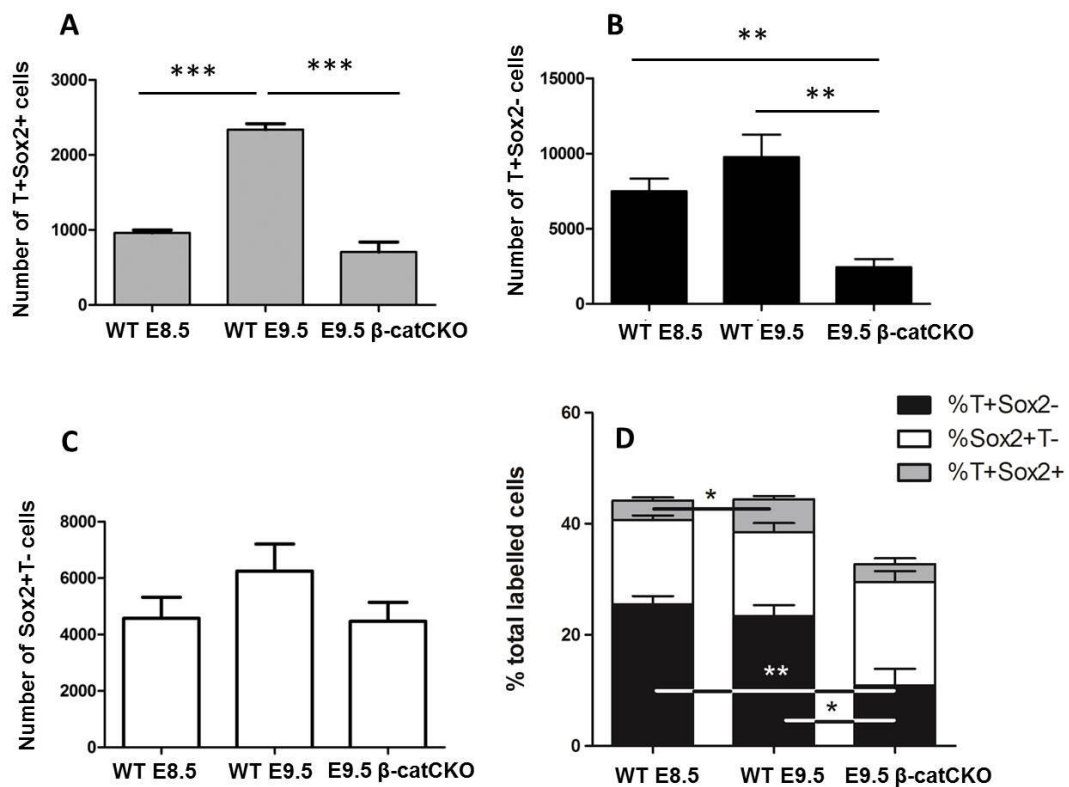 A
Number of T+Sox2+ cells
3000
2000
1000
0
***
***
WT E8.5 WT E9.5 E9.5 β-catCKO
B
Number of T+Sox2- cells
15000
10000
5000
0
**
**
WT E8.5 WT E9.5 E9.5 β-catCKO
C
Number of Sox2+T- cells
8000
6000
4000
2000
0
WT E8.5 WT E9.5 E9.5 β-catCKO
D
% total labelled cells
60
40
20
0
%T+Sox2-
%Sox2+T-
%T+Sox2+
*
**
*
WT E8.5 WT E9.5 E9.5 β-catCKO